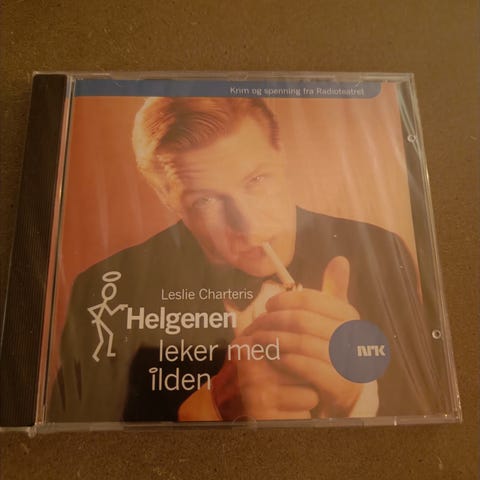 Krim og spenning fra Radioteatret
Leslie Charteris
Helgenen
leker med
ilden
NRK